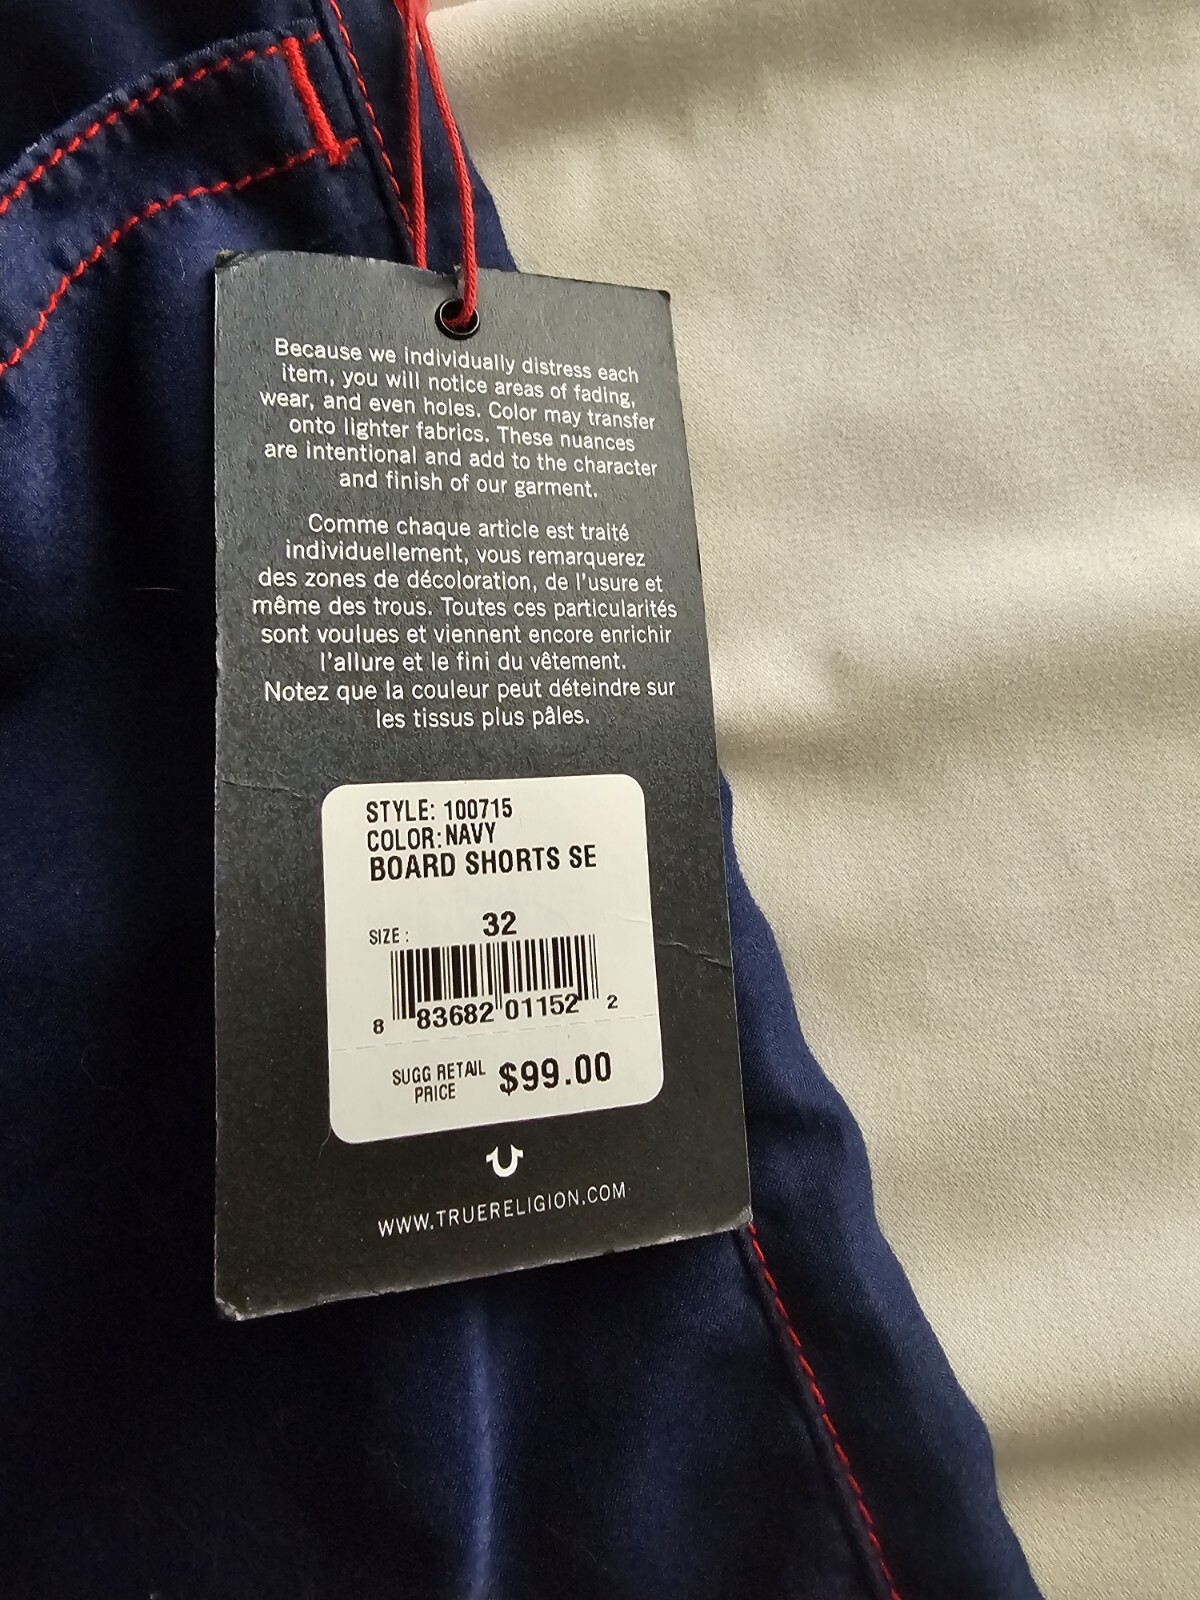 Because we individually distress each
item, you will notice areas of fading,
wear, and even holes. Color may transfer
onto lighter fabrics. These nuances
are intentional and add to the character
and finish of our garment.
Comme chaque article est traité
individuellement, vous remarquerez
des zones de décoloration, de l'usure et
même des trous. Toutes ces particularités
sont voulues et viennent encore enrichir
l'allure et le fini du vêtement.
Notez que la couleur peut déteindre sur
les tissus plus pâles.
STYLE: 100715
COLOR: NAVY
BOARD SHORTS SE
SIZE: 32
8 83682 01152 2
SUGG RETAIL PRICE $99.00
WWW.TRUERELIGION.COM